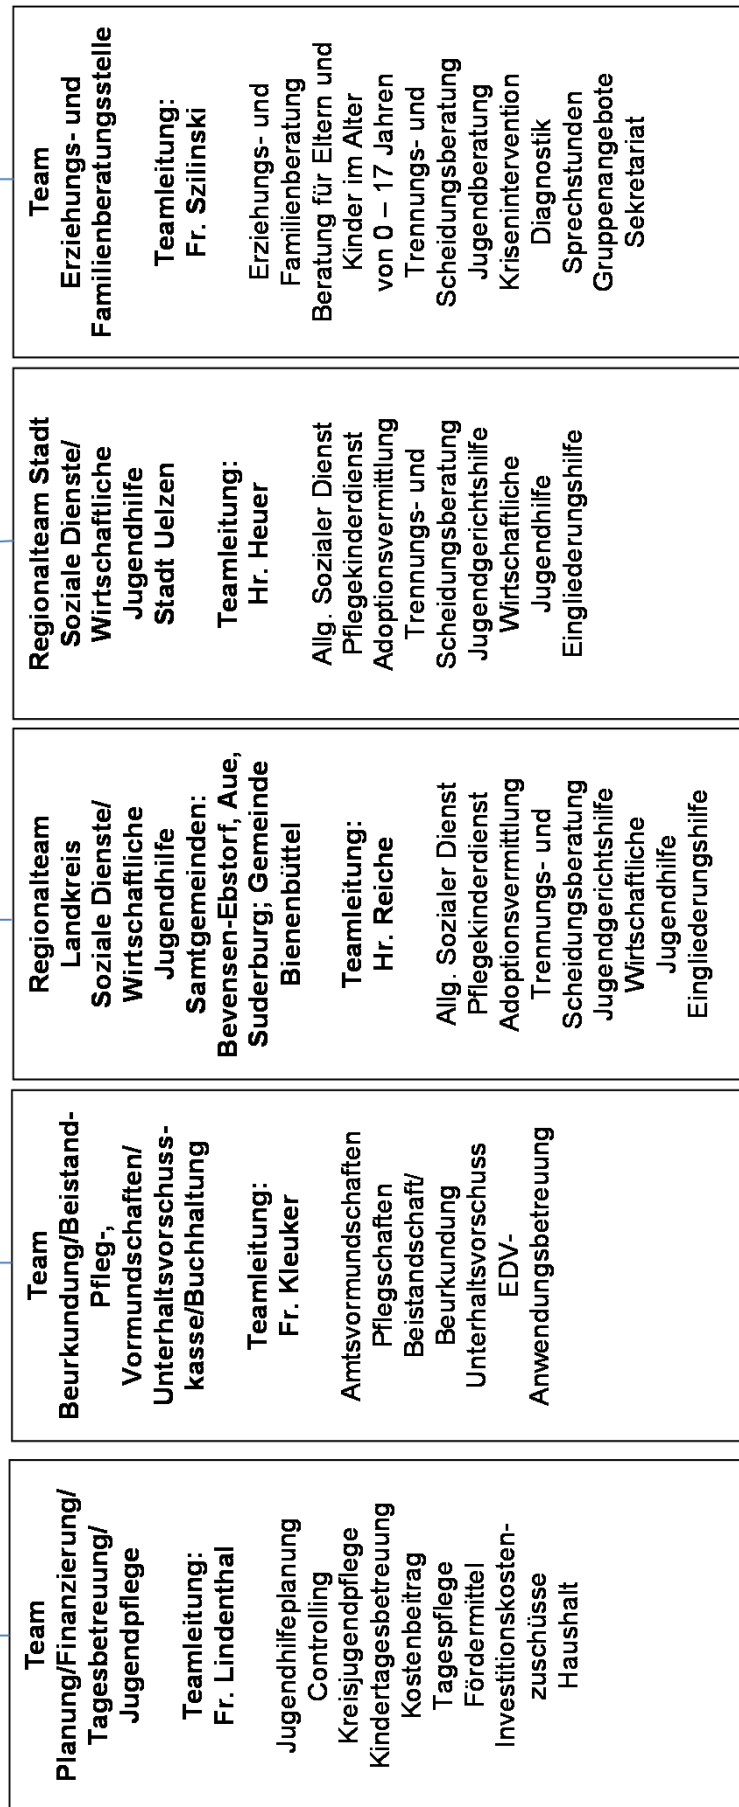 Team
Planung/Finanzierung/
Tagesbetreuung/
Jugendpflege
Teamleitung:
Fr. Lindenthal
Jugendhilfeplanung
Controlling
Kreisjugendpflege
Kindertagesbetreuung
Kostenbeitrag
Tagespflege
Fördermittel
Investitionskosten-
zuschüsse
Haushalt
Team
Beurkundung/Beistand-
Pfleg-,
Vormundschaften/
Unterhaltsvorschuss-
kasse/Buchhaltung
Teamleitung:
Fr. Kleuker
Amtsvormundschaften
Pflegschaften
Beistandschaft/
Beurkundung
Unterhaltsvorschuss
EDV-
Anwendungsbetreuung
Regionalteam
Landkreis
Soziale Dienste/
Wirtschaftliche
Jugendhilfe
Samtgemeinden:
Bevensen-Ebstorf, Aue,
Suderburg; Gemeinde
Bienenbüttel
Teamleitung:
Hr. Reiche
Allg. Sozialer Dienst
Pflegekinderdienst
Adoptionsvermittlung
Trennungs- und
Scheidungsberatung
Jugendgerichtshilfe
Wirtschaftliche
Jugendhilfe
Eingliederungshilfe
Regionalteam Stadt
Soziale Dienste/
Wirtschaftliche
Jugendhilfe
Stadt Uelzen
Teamleitung:
Hr. Heuer
Allg. Sozialer Dienst
Pflegekinderdienst
Adoptionsvermittlung
Trennungs- und
Scheidungsberatung
Jugendgerichtshilfe
Wirtschaftliche
Jugendhilfe
Eingliederungshilfe
Team
Erziehungs- und
Familienberatungsstelle
Teamleitung:
Fr. Szilinski
Erziehungs- und
Familienberatung
Beratung für Eltern und
Kinder im Alter
von 0 – 17 Jahren
Trennungs- und
Scheidungsberatung
Jugendberatung
Krisenintervention
Diagnostik
Sprechstunden
Gruppenangebote
Sekretariat